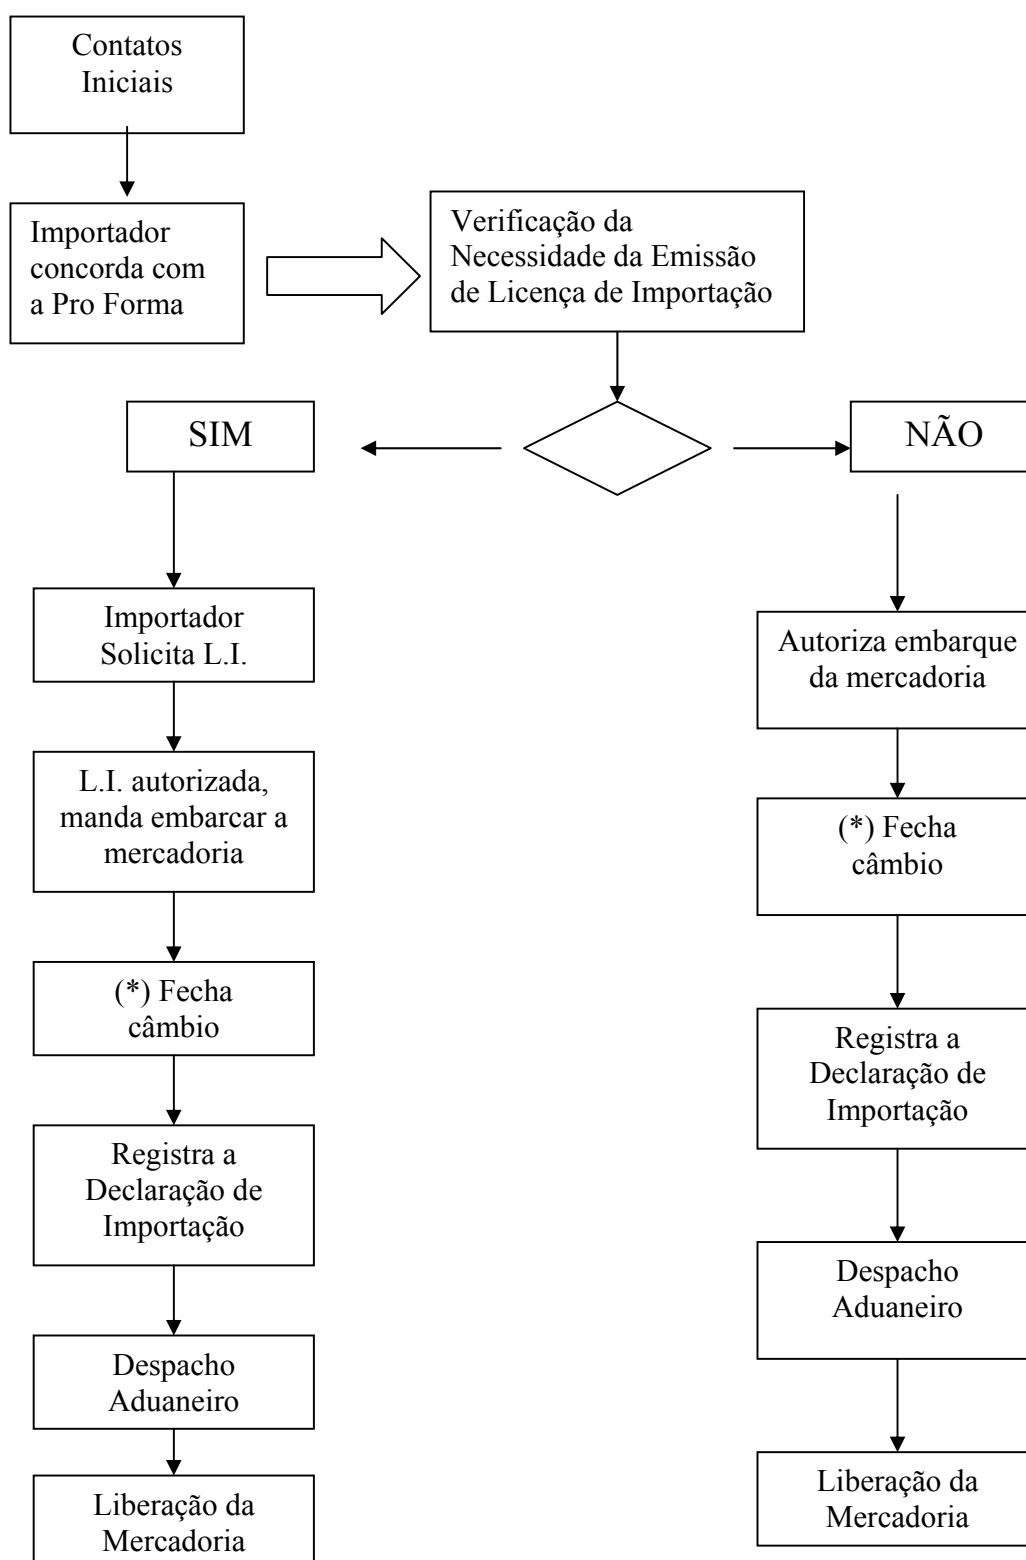 Contatos
Iniciais
Importador
concorda com
a Pro Forma
Verificação da
Necessidade da Emissão
de Licença de Importação
SIM
NÃO
Importador
Solicita L.I.
L.I. autorizada,
manda embarcar a
mercadoria
(*) Fecha
câmbio
Registra a
Declaração de
Importação
Despacho
Aduaneiro
Liberação da
Mercadoria
Autoriza embarque
da mercadoria
(*) Fecha
câmbio
Registra a
Declaração de
Importação
Despacho
Aduaneiro
Liberação da
Mercadoria